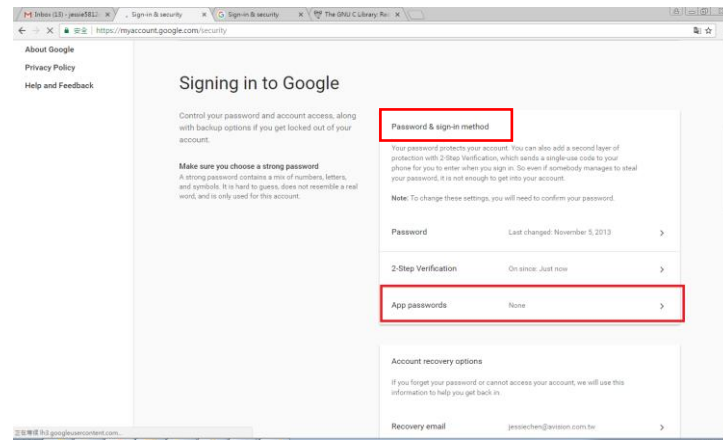 Inbox (13) - jessie5812
Sign-in & security
Sign-in & security
The GNU C Library: Re
安全 | https://myaccount.google.com/security
About Google
Privacy Policy
Help and Feedback
Signing in to Google
Control your password and account access, along
with backup options if you get locked out of your
account.
Make sure you choose a strong password
A strong password contains a mix of numbers, letters,
and symbols. It is hard to guess, does not resemble a real
word, and is only used for this account.
Password & sign-in method
Your password protects your account. You can also add a second layer of
protection with 2-Step Verification, which sends a single-use code to your
phone for you to enter when you sign in. So even if somebody manages to steal
your password, it is not enough to get into your account.
Note: To change these settings, you will need to confirm your password.
Password Last changed: November 5, 2013
2-Step Verification On since: Just now
App passwords None
Account recovery options
If you forget your password or cannot access your account, we will use this
information to help you get back in.
Recovery email jessiechen@avision.com.tw
lh3.googleusercontent.com...